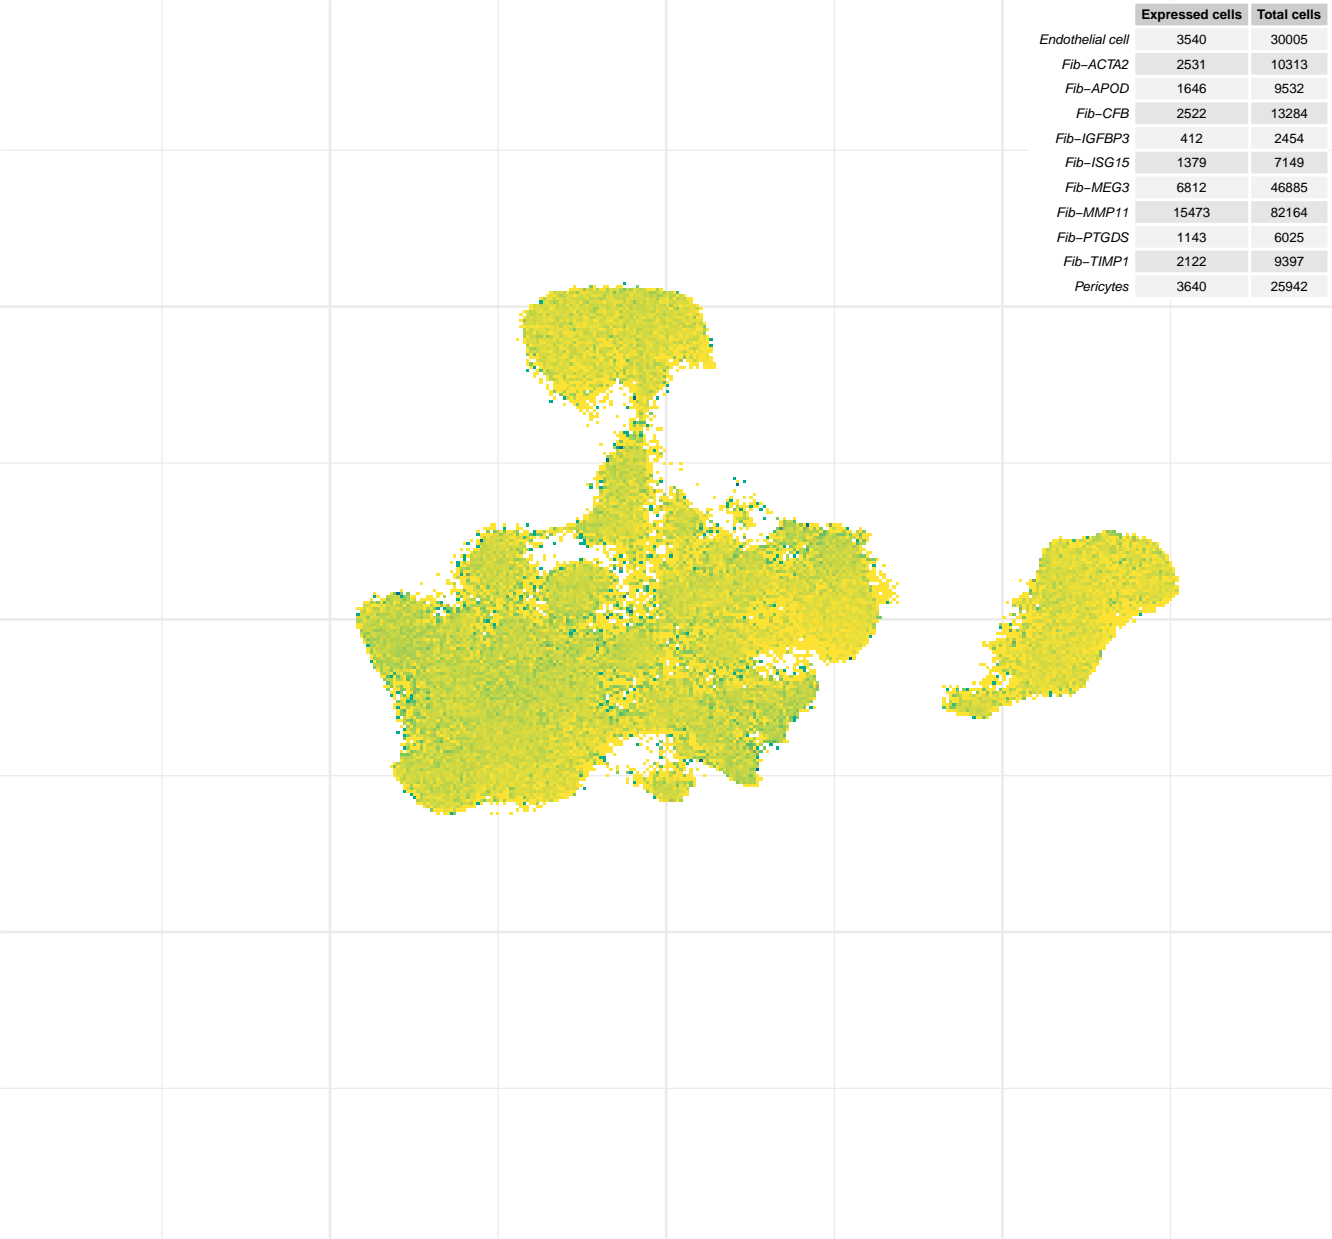 Expressed cells Total cells
Endothelial cell 3540 30005
Fib−ACTA2 2531 10313
Fib−APOD 1646 9532
Fib−CFB 2522 13284
Fib−IGFBP3 412 2454
Fib−ISG15 1379 7149
Fib−MEG3 6812 46885
Fib−MMP11 15473 82164
Fib−PTGDS 1143 6025
Fib−TIMP1 2122 9397
Pericytes 3640 25942